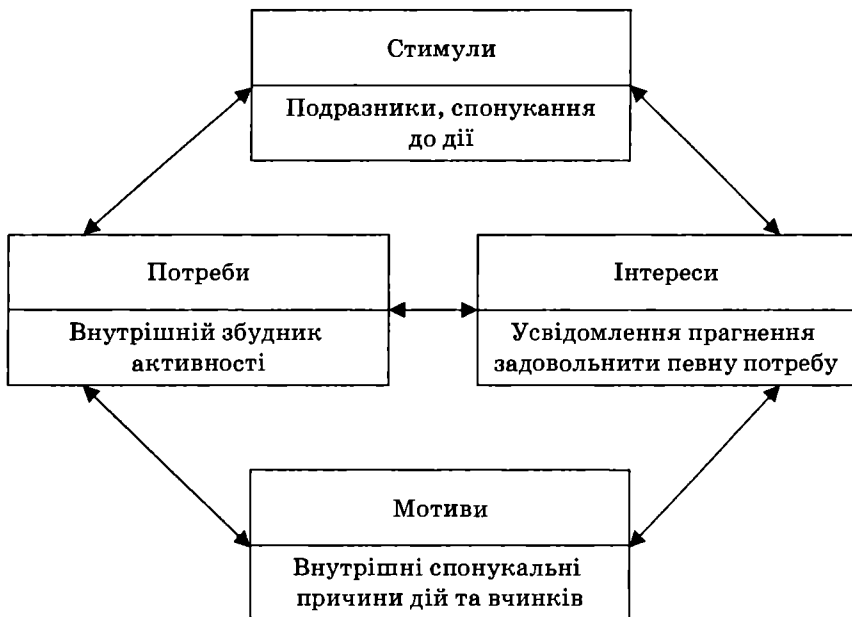 Стимули
Подразники, спонукання
до дії
Потреби
Внутрішній збудник
активності
Інтереси
Усвідомлення прагнення
задовольнити певну потребу
Мотиви
Внутрішні спонукальні
причини дій та вчинків